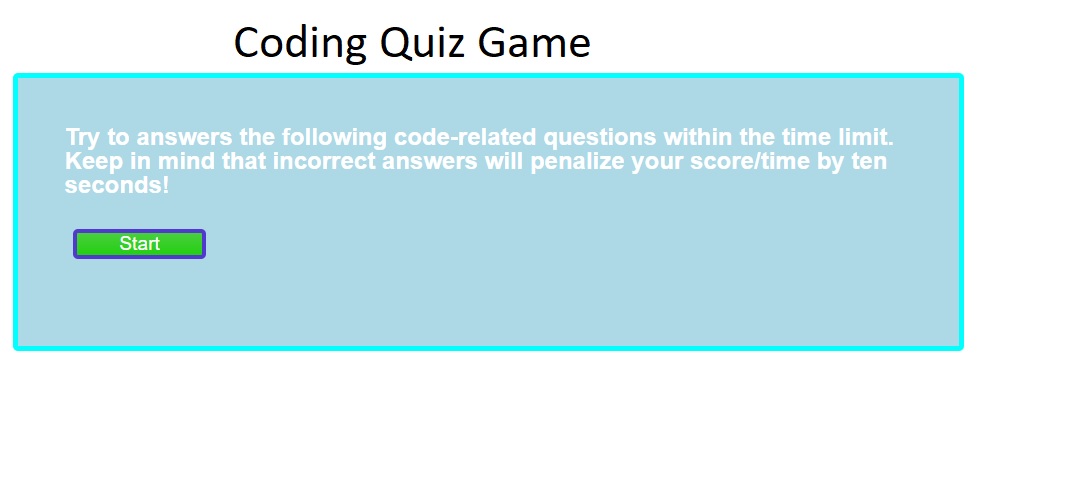 Coding Quiz Game
Try to answers the following code-related questions within the time limit.
Keep in mind that incorrect answers will penalize your score/time by ten
seconds!
Start